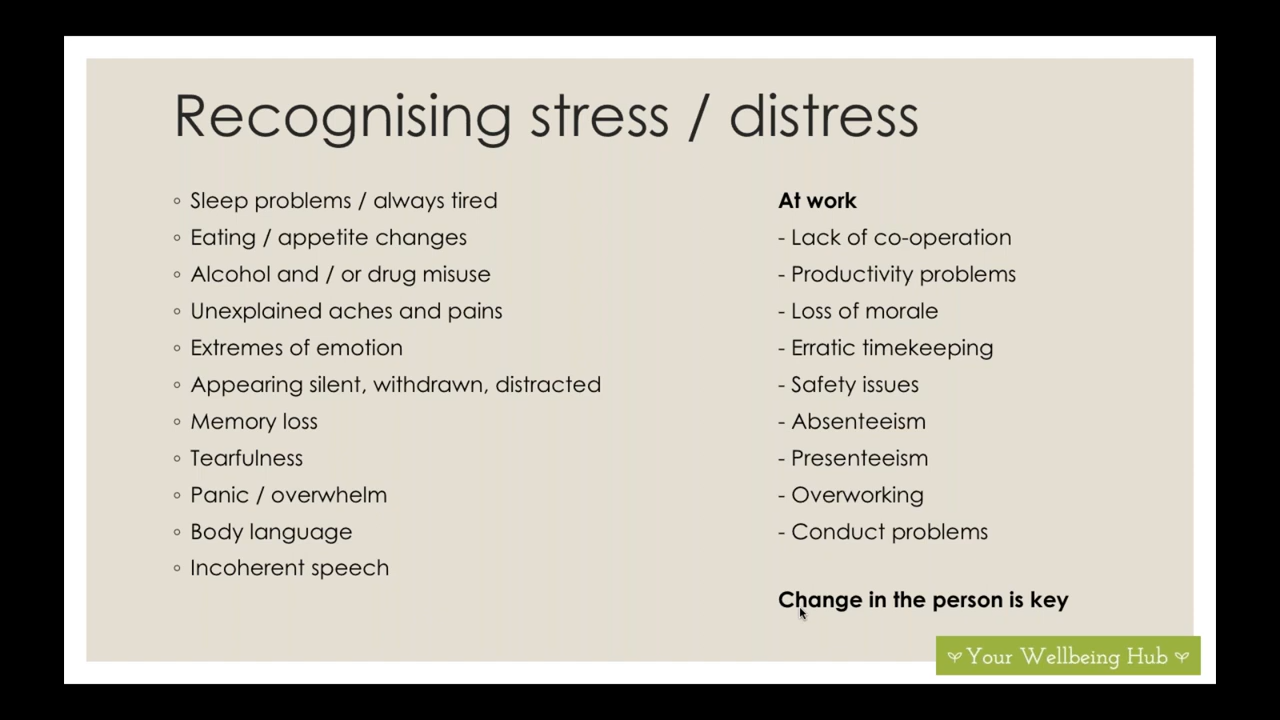 Recognising stress / distress
◦ Sleep problems / always tired
◦ Eating / appetite changes
◦ Alcohol and / or drug misuse
◦ Unexplained aches and pains
◦ Extremes of emotion
◦ Appearing silent, withdrawn, distracted
◦ Memory loss
◦ Tearfulness
◦ Panic / overwhelm
◦ Body language
◦ Incoherent speech
At work
- Lack of co-operation
- Productivity problems
- Loss of morale
- Erratic timekeeping
- Safety issues
- Absenteeism
- Presenteeism
- Overworking
- Conduct problems
Change in the person is key
Your Wellbeing Hub